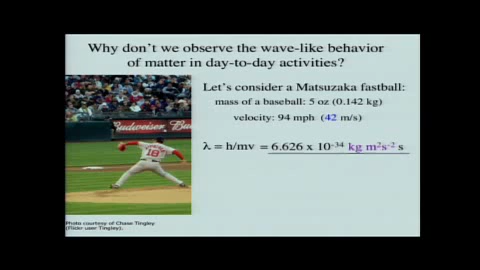 Why don't we observe the wave-like behavior
of matter in day-to-day activities?
Let's consider a Matsuzaka fastball:
mass of a baseball: 5 oz (0.142 kg)
velocity: 94 mph (42 m/s)
λ = h/mv = 6.626 x 10⁻³⁴ kg m²s⁻² s
Budweiser
18
Photo courtesy of Chase Tingley
(Flickr user Tingley).